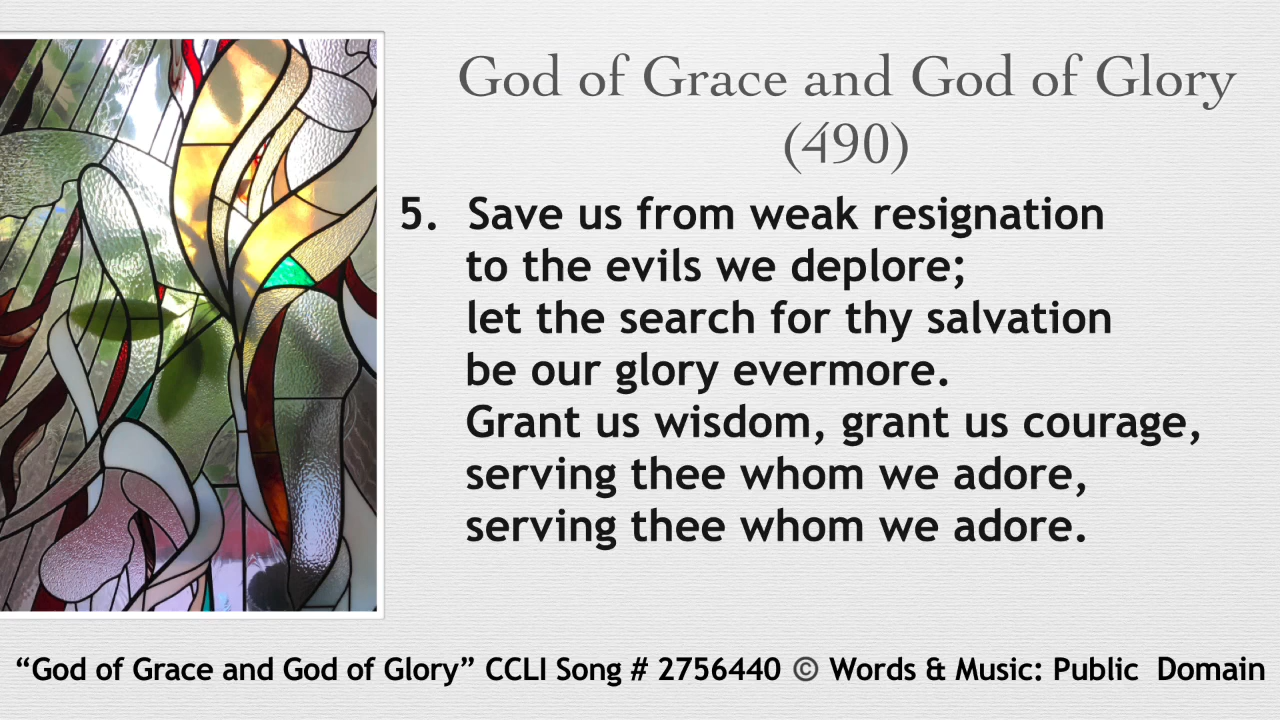 God of Grace and God of Glory
(490)
5. Save us from weak resignation
to the evils we deplore;
let the search for thy salvation
be our glory evermore.
Grant us wisdom, grant us courage,
serving thee whom we adore,
serving thee whom we adore.
“God of Grace and God of Glory” CCLI Song # 2756440 © Words & Music: Public Domain